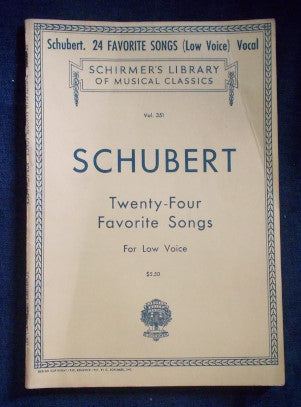 Schubert. 24 FAVORITE SONGS (Low Voice) Vocal
SCHIRMER'S LIBRARY
OF MUSICAL CLASSICS
Vol. 351
SCHUBERT
Twenty-Four
Favorite Songs
For Low Voice
$5.50